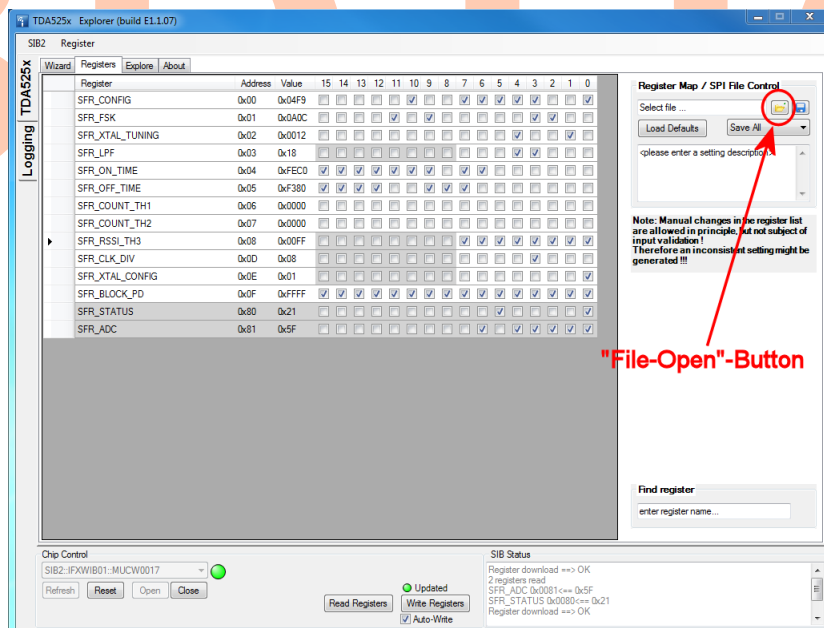 TDA525x Explorer (build E1.1.07)
SIB2 Register
TDA525x
Logging
Wizard Registers Explore About
Register Address Value 15 14 13 12 11 10 9 8 7 6 5 4 3 2 1 0
SFR_CONFIG 0x00 0x04F9
SFR_FSK 0x01 0x0A0C
SFR_XTAL_TUNING 0x02 0x0012
SFR_LPF 0x03 0x18
SFR_ON_TIME 0x04 0xFEC0
SFR_OFF_TIME 0x05 0xF380
SFR_COUNT_TH1 0x06 0x0000
SFR_COUNT_TH2 0x07 0x0000
SFR_RSSI_TH3 0x08 0x00FF
SFR_CLK_DIV 0x0D 0x08
SFR_XTAL_CONFIG 0x0E 0x01
SFR_BLOCK_PD 0x0F 0xFFFF
SFR_STATUS 0x80 0x21
SFR_ADC 0x81 0x5F
Register Map / SPI File Control
Select file ...
Load Defaults Save All
<please enter a setting description>
Note: Manual changes in the register list
are allowed in principle, but not subject of
input validation !
Therefore an inconsistent setting might be
generated !!!
"File-Open"-Button
Find register
enter register name...
Chip Control
SIB2::IFXWIB01::MUCW0017
Refresh Reset Open Close
Read Registers
Updated
Write Registers
Auto-Write
SIB Status
Register download ==> OK
2 registers read
SFR_ADC 0x0081<== 0x5F
SFR_STATUS 0x0080<== 0x21
Register download ==> OK